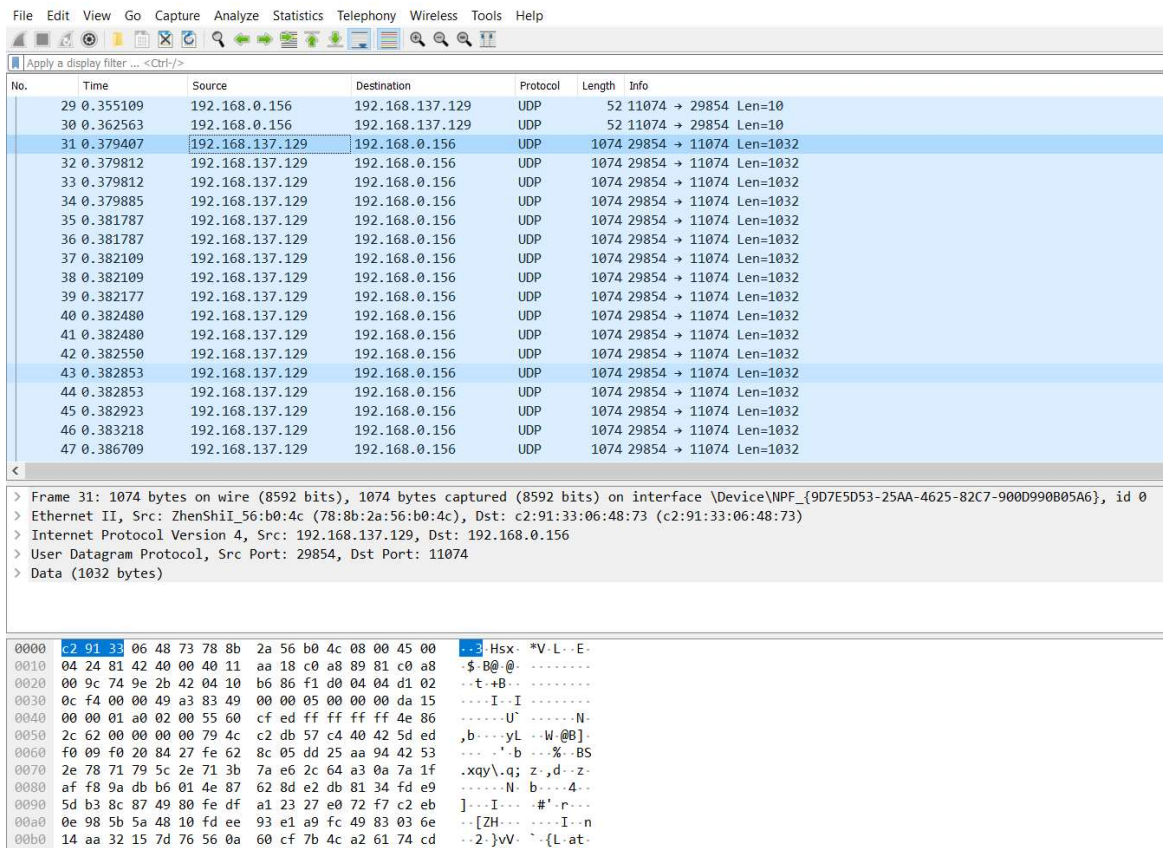 File Edit View Go Capture Analyze Statistics Telephony Wireless Tools Help
Apply a display filter ... <Ctrl-/>
No. Time Source Destination Protocol Length Info
29 0.355109 192.168.0.156 192.168.137.129 UDP 52 11074 → 29854 Len=10
30 0.362563 192.168.0.156 192.168.137.129 UDP 52 11074 → 29854 Len=10
31 0.379407 192.168.137.129 192.168.0.156 UDP 1074 29854 → 11074 Len=1032
32 0.379812 192.168.137.129 192.168.0.156 UDP 1074 29854 → 11074 Len=1032
33 0.379812 192.168.137.129 192.168.0.156 UDP 1074 29854 → 11074 Len=1032
34 0.379885 192.168.137.129 192.168.0.156 UDP 1074 29854 → 11074 Len=1032
35 0.381787 192.168.137.129 192.168.0.156 UDP 1074 29854 → 11074 Len=1032
36 0.381787 192.168.137.129 192.168.0.156 UDP 1074 29854 → 11074 Len=1032
37 0.382109 192.168.137.129 192.168.0.156 UDP 1074 29854 → 11074 Len=1032
38 0.382109 192.168.137.129 192.168.0.156 UDP 1074 29854 → 11074 Len=1032
39 0.382177 192.168.137.129 192.168.0.156 UDP 1074 29854 → 11074 Len=1032
40 0.382480 192.168.137.129 192.168.0.156 UDP 1074 29854 → 11074 Len=1032
41 0.382480 192.168.137.129 192.168.0.156 UDP 1074 29854 → 11074 Len=1032
42 0.382550 192.168.137.129 192.168.0.156 UDP 1074 29854 → 11074 Len=1032
43 0.382853 192.168.137.129 192.168.0.156 UDP 1074 29854 → 11074 Len=1032
44 0.382853 192.168.137.129 192.168.0.156 UDP 1074 29854 → 11074 Len=1032
45 0.382923 192.168.137.129 192.168.0.156 UDP 1074 29854 → 11074 Len=1032
46 0.383218 192.168.137.129 192.168.0.156 UDP 1074 29854 → 11074 Len=1032
47 0.386709 192.168.137.129 192.168.0.156 UDP 1074 29854 → 11074 Len=1032
> Frame 31: 1074 bytes on wire (8592 bits), 1074 bytes captured (8592 bits) on interface \Device\NPF_{9D7E5D53-25AA-4625-82C7-900D990B05A6}, id 0
> Ethernet II, Src: ZhenShiI_56:b0:4c (78:8b:2a:56:b0:4c), Dst: c2:91:33:06:48:73 (c2:91:33:06:48:73)
> Internet Protocol Version 4, Src: 192.168.137.129, Dst: 192.168.0.156
> User Datagram Protocol, Src Port: 29854, Dst Port: 11074
> Data (1032 bytes)
0000 c2 91 33 06 48 73 78 8b 2a 56 b0 4c 08 00 45 00 ··3·Hsx· *V·L··E·
0010 04 24 81 42 40 00 40 11 aa 18 c0 a8 89 81 c0 a8 ·$·B@·@· ········
0020 00 9c 74 9e 2b 42 04 10 b6 86 f1 d0 04 04 d1 02 ··t·+B·· ········
0030 0c f4 00 00 49 a3 83 49 00 00 05 00 00 00 da 15 ····I··I ········
0040 00 00 01 a0 02 00 55 60 cf ed ff ff ff ff 4e 86 ······U` ······N·
0050 2c 62 00 00 00 00 79 4c c2 db 57 c4 40 42 5d ed ,b····yL ··W·@B]·
0060 f0 09 f0 20 84 27 fe 62 8c 05 dd 25 aa 94 42 53 ··· ·'·b ···%··BS
0070 2e 78 71 79 5c 2e 71 3b 7a e6 2c 64 a3 0a 7a 1f .xqy\.q; z·,d··z·
0080 af f8 9a db b6 01 4e 87 62 8d e2 db 81 34 fd e9 ······N· b····4··
0090 5d b3 8c 87 49 80 fe df a1 23 27 e0 72 f7 c2 eb ]···I··· ·#'·r···
00a0 0e 98 5b 5a 48 10 fd ee 93 e1 a9 fc 49 83 03 6e ··[ZH··· ····I··n
00b0 14 aa 32 15 7d 76 56 0a 60 cf 7b 4c a2 61 74 cd ··2·}vV· `·{L·at·